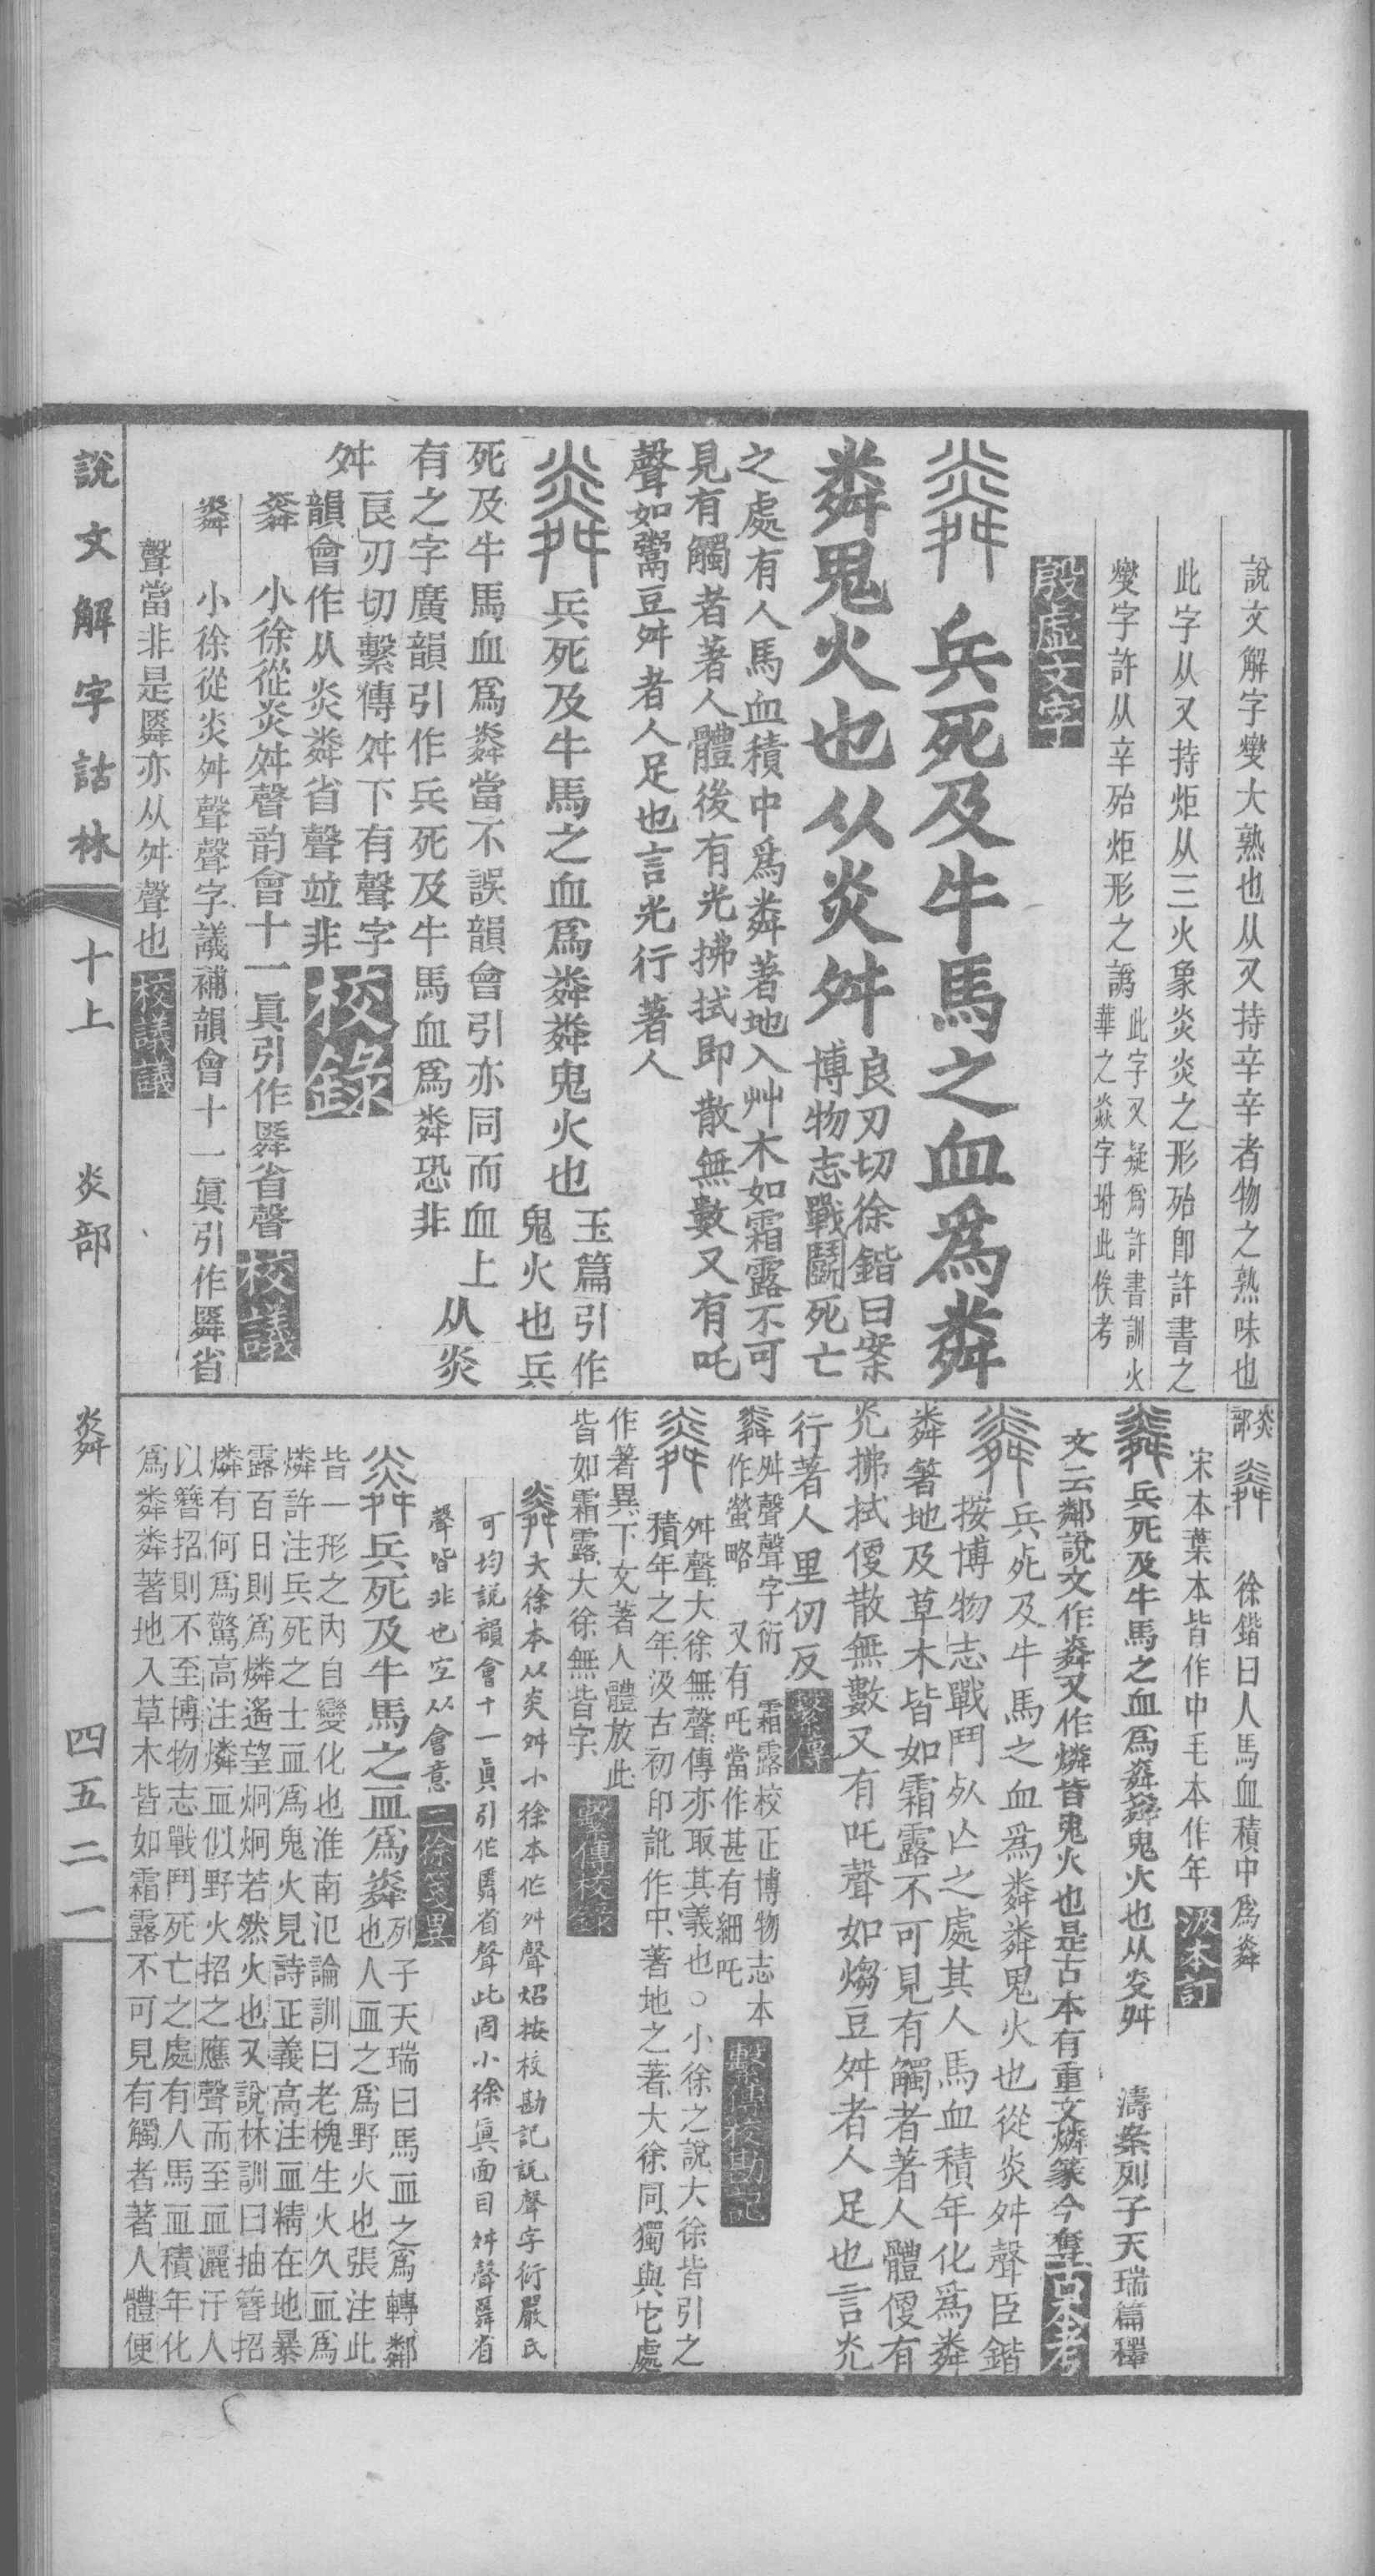 說文解字燮大熟也从又持辛辛者物之熟味也
此字从又持炬从三火象炎炎之形殆卽許書之
燮字許从辛殆炬形之譌此字又疑爲許書訓火華之焱字坿此俟考
殷虛文字
粦 兵死及牛馬之血爲粦
粦鬼火也从炎舛良刃切徐鍇曰案博物志戰鬭死亡
之處有人馬血積中爲粦著地入艸木如霜露不可
見有觸者著人體後有光拂拭卽散無數又有吒
聲如鬻豆舛者人足也言光行著人
粦 兵死及牛馬之血爲粦粦鬼火也 玉篇引作鬼火也兵
死及牛馬血爲粦當不誤韻會引亦同而血上
有之字廣韻引作兵死及牛馬血爲粦恐非 从炎
舛 良刃切繫傳舛下有聲字
韻會作从炎粦省聲竝非 校錄
粦 小徐從炎舛聲韵會十一眞引作羼省聲 校議
粦 小徐從炎舛聲聲字議補韻會十一眞引作羼省
聲當非是羼亦从舛聲也 校議議
炎部 粦 徐鍇曰人馬血積中爲粦
宋本葉本皆作中毛本作年 汲本訂
粦 兵死及牛馬之血爲粦粦鬼火也从炎舛 濤案列子天瑞篇釋
文云鄰說文作粦又作燐皆鬼火也是古本有重文燐篆今奪 古本考
粦 兵死及牛馬之血爲粦粦鬼火也從炎舛聲臣鍇
按博物志戰鬥死亡之處其人馬血積年化爲粦
粦箸地及草木皆如霜露不可見有觸者著人體便有
光拂拭便散無數又有吒聲如煼豆舛者人足也言光
行著人里仞反 繫傳
粦 舛聲聲字衍 霜露校正博物志本
作螢略 又有吒當作甚有細吒 繫傳校勘記
粦 舛聲大徐無聲傳亦取其義也○小徐之說大徐皆引之
積年之年汲古初印訛作中著地之著大徐同獨與它處
作箸異下文著人體放此
皆如霜露大徐無皆字 繫傳校錄
粦 大徐本从炎舛小徐本作舛聲炤按校勘記說聲字衍嚴氏
可均說韻會十一眞引作羼省聲此固小徐眞面目舛聲羼省
聲皆非也宜从會意 二徐箋異
粦 兵死及牛馬之血爲粦 列子天瑞曰馬血之爲轉鄰
也人血之爲野火也張注此
皆一形之內自變化也淮南氾論訓曰老槐生火久血爲
燐許注兵死之士血爲鬼火見詩正義高注血精在地暴
露百日則爲燐遙望炯炯若然火也又說林訓曰抽簪招
燐有何爲驚高注燐血似野火招之應聲而至血灑汙人
以簪招則不至博物志戰鬥死亡之處有人馬血積年化
爲粦粦著地入草木皆如霜露不可見有觸者著人體便
說文解字詁林 十上 炎部 粦 四五二一